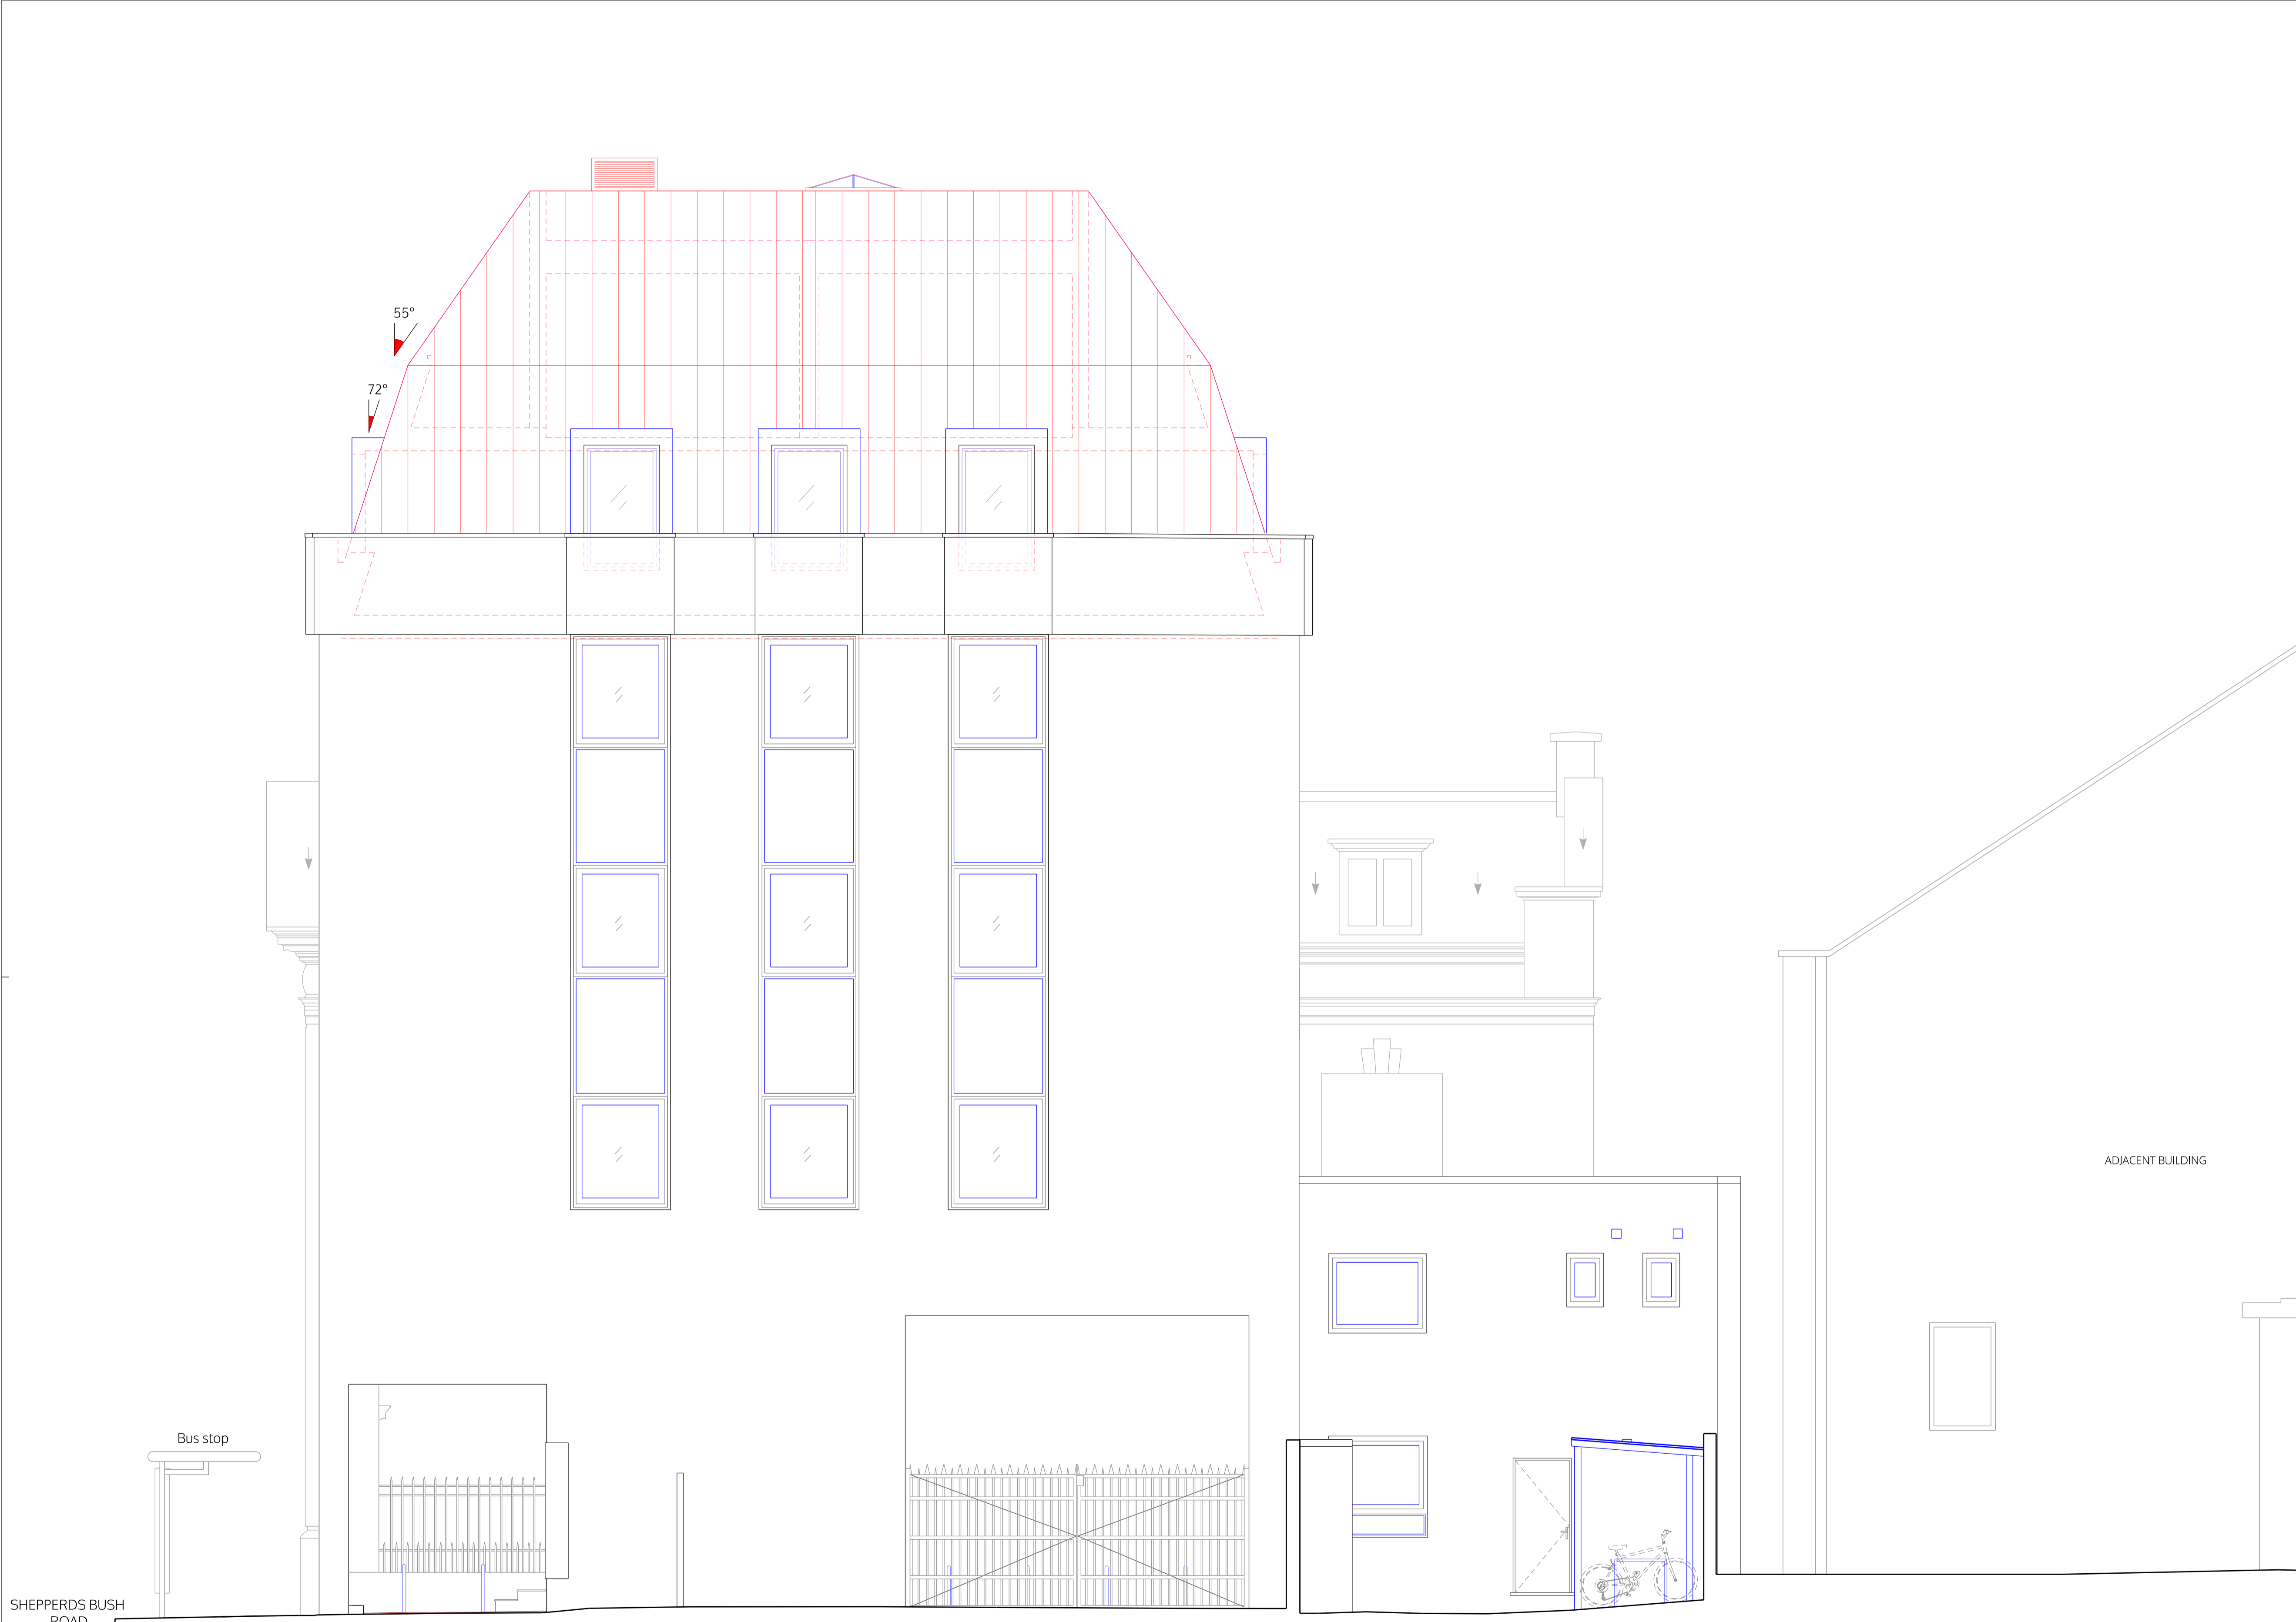 55°
72°
ADJACENT BUILDING
Bus stop
SHEPPERDS BUSH
ROAD